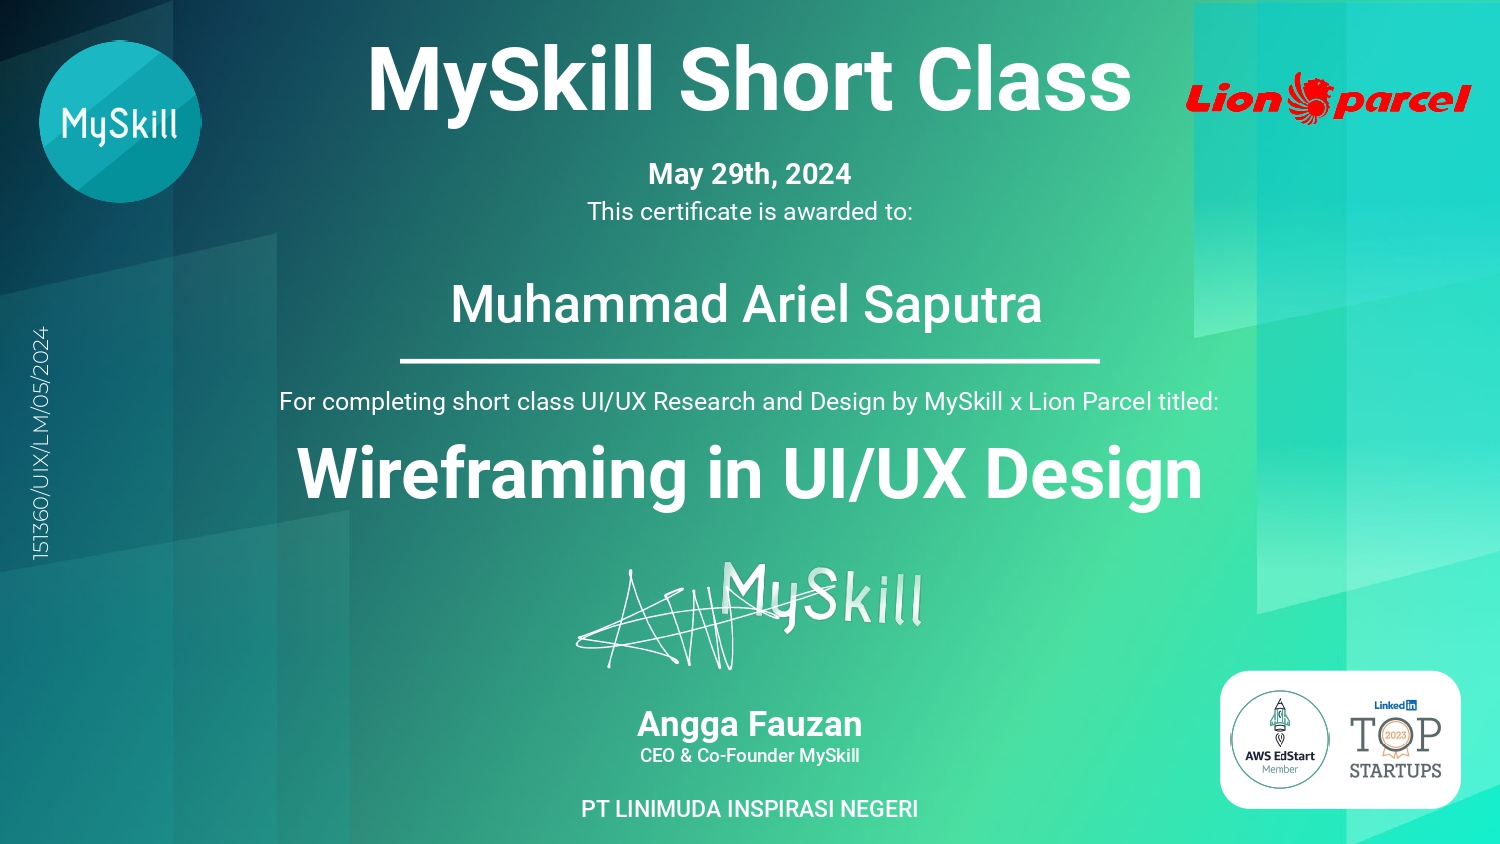 MySkill
MySkill Short Class
Lion parcel
May 29th, 2024
This certificate is awarded to:
Muhammad Ariel Saputra
For completing short class UI/UX Research and Design by MySkill x Lion Parcel titled:
Wireframing in UI/UX Design
151360/UIX/LM/05/2024
MySkill
Angga Fauzan
CEO & Co-Founder MySkill
PT LINIMUDA INSPIRASI NEGERI
AWS EdStart
Member
LinkedIn
TOP
2023
STARTUPS